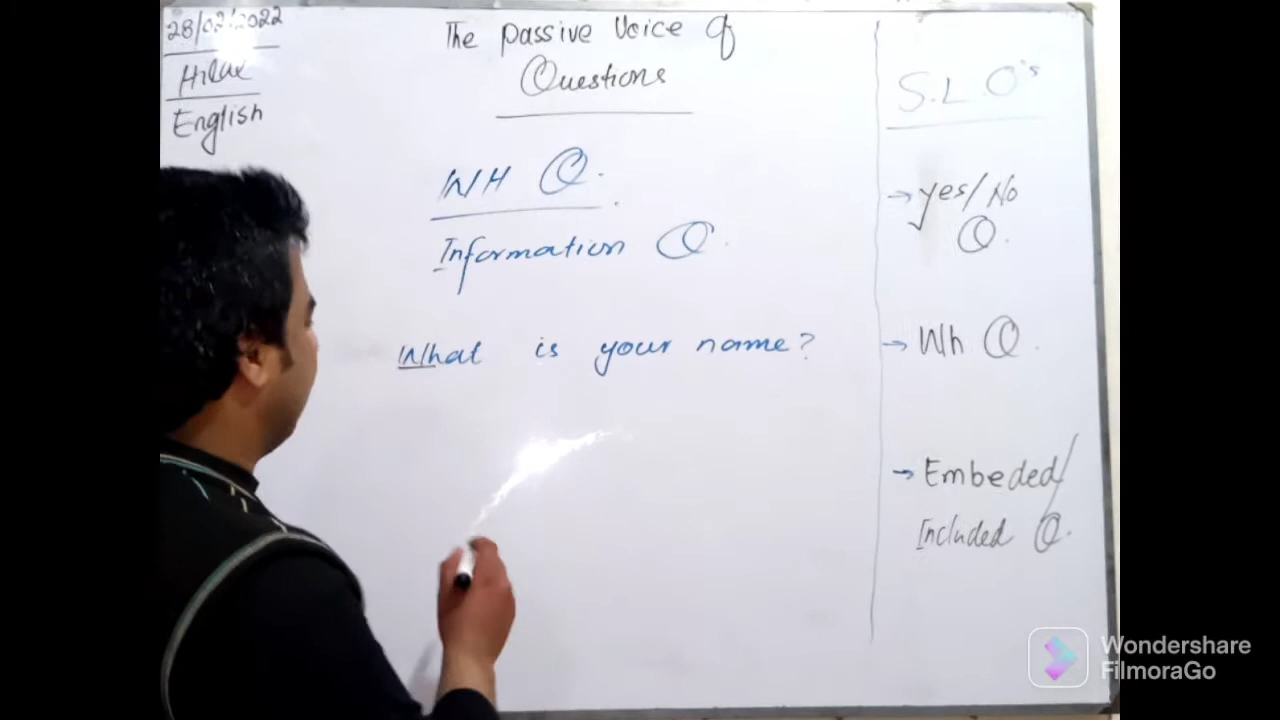 28/02/2022
Hilal
English
The Passive Voice of
Questions
WH Q.
Information Q.
What is your name?
S.L.O's
→ yes/No
Q.
→ Wh Q.
→ Embeded/
Included Q.
Wondershare
FilmoraGo